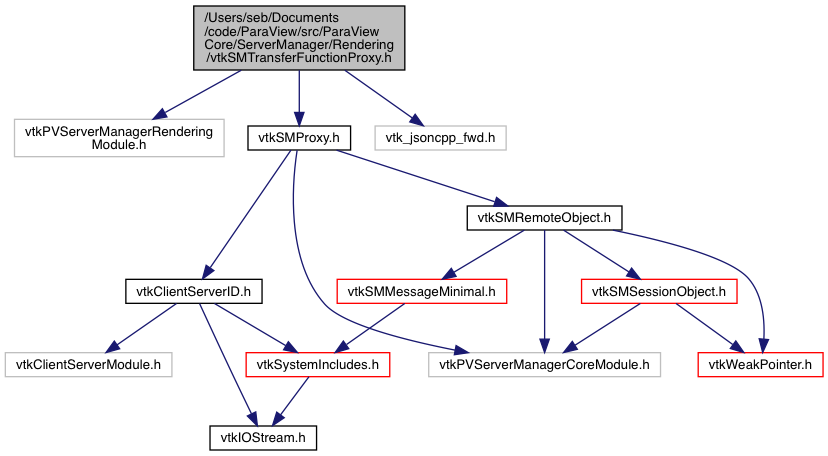 /Users/seb/Documents
/code/ParaView/src/ParaView
Core/ServerManager/Rendering
/vtkSMTransferFunctionProxy.h
vtkPVServerManagerRendering
Module.h
vtkSMProxy.h
vtk_jsoncpp_fwd.h
vtkSMRemoteObject.h
vtkClientServerID.h
vtkSMMessageMinimal.h
vtkSMSessionObject.h
vtkClientServerModule.h
vtkSystemIncludes.h
vtkPVServerManagerCoreModule.h
vtkWeakPointer.h
vtkIOStream.h